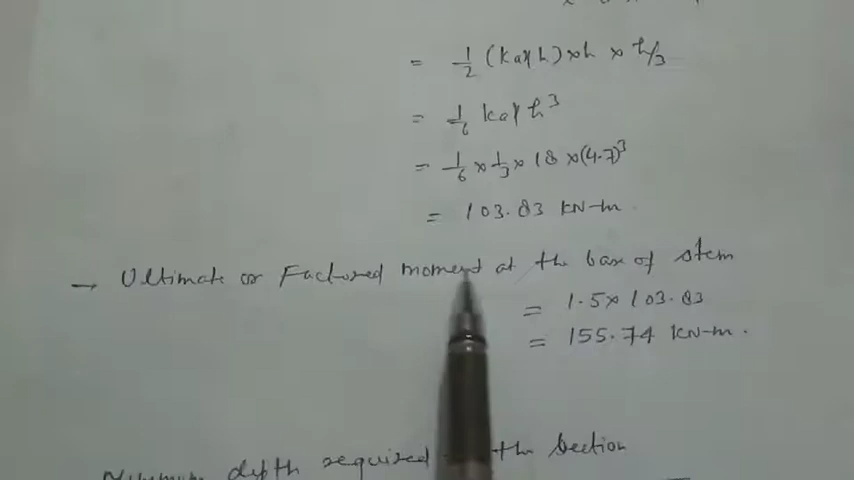 = 1/2 (kaγh) × h × h/3
= 1/6 kaγh³
= 1/6 × 1/3 × 18 × (4.7)³
= 103.83 KN-m
→ Ultimate or Factored moment at the base of stem
= 1.5 × 103.83
= 155.74 KN-m.
Minimum depth required the section